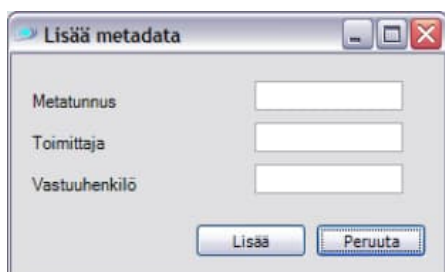 Lisää metadata
Metatunnus
Toimittaja
Vastuuhenkilö
Lisää Peruuta